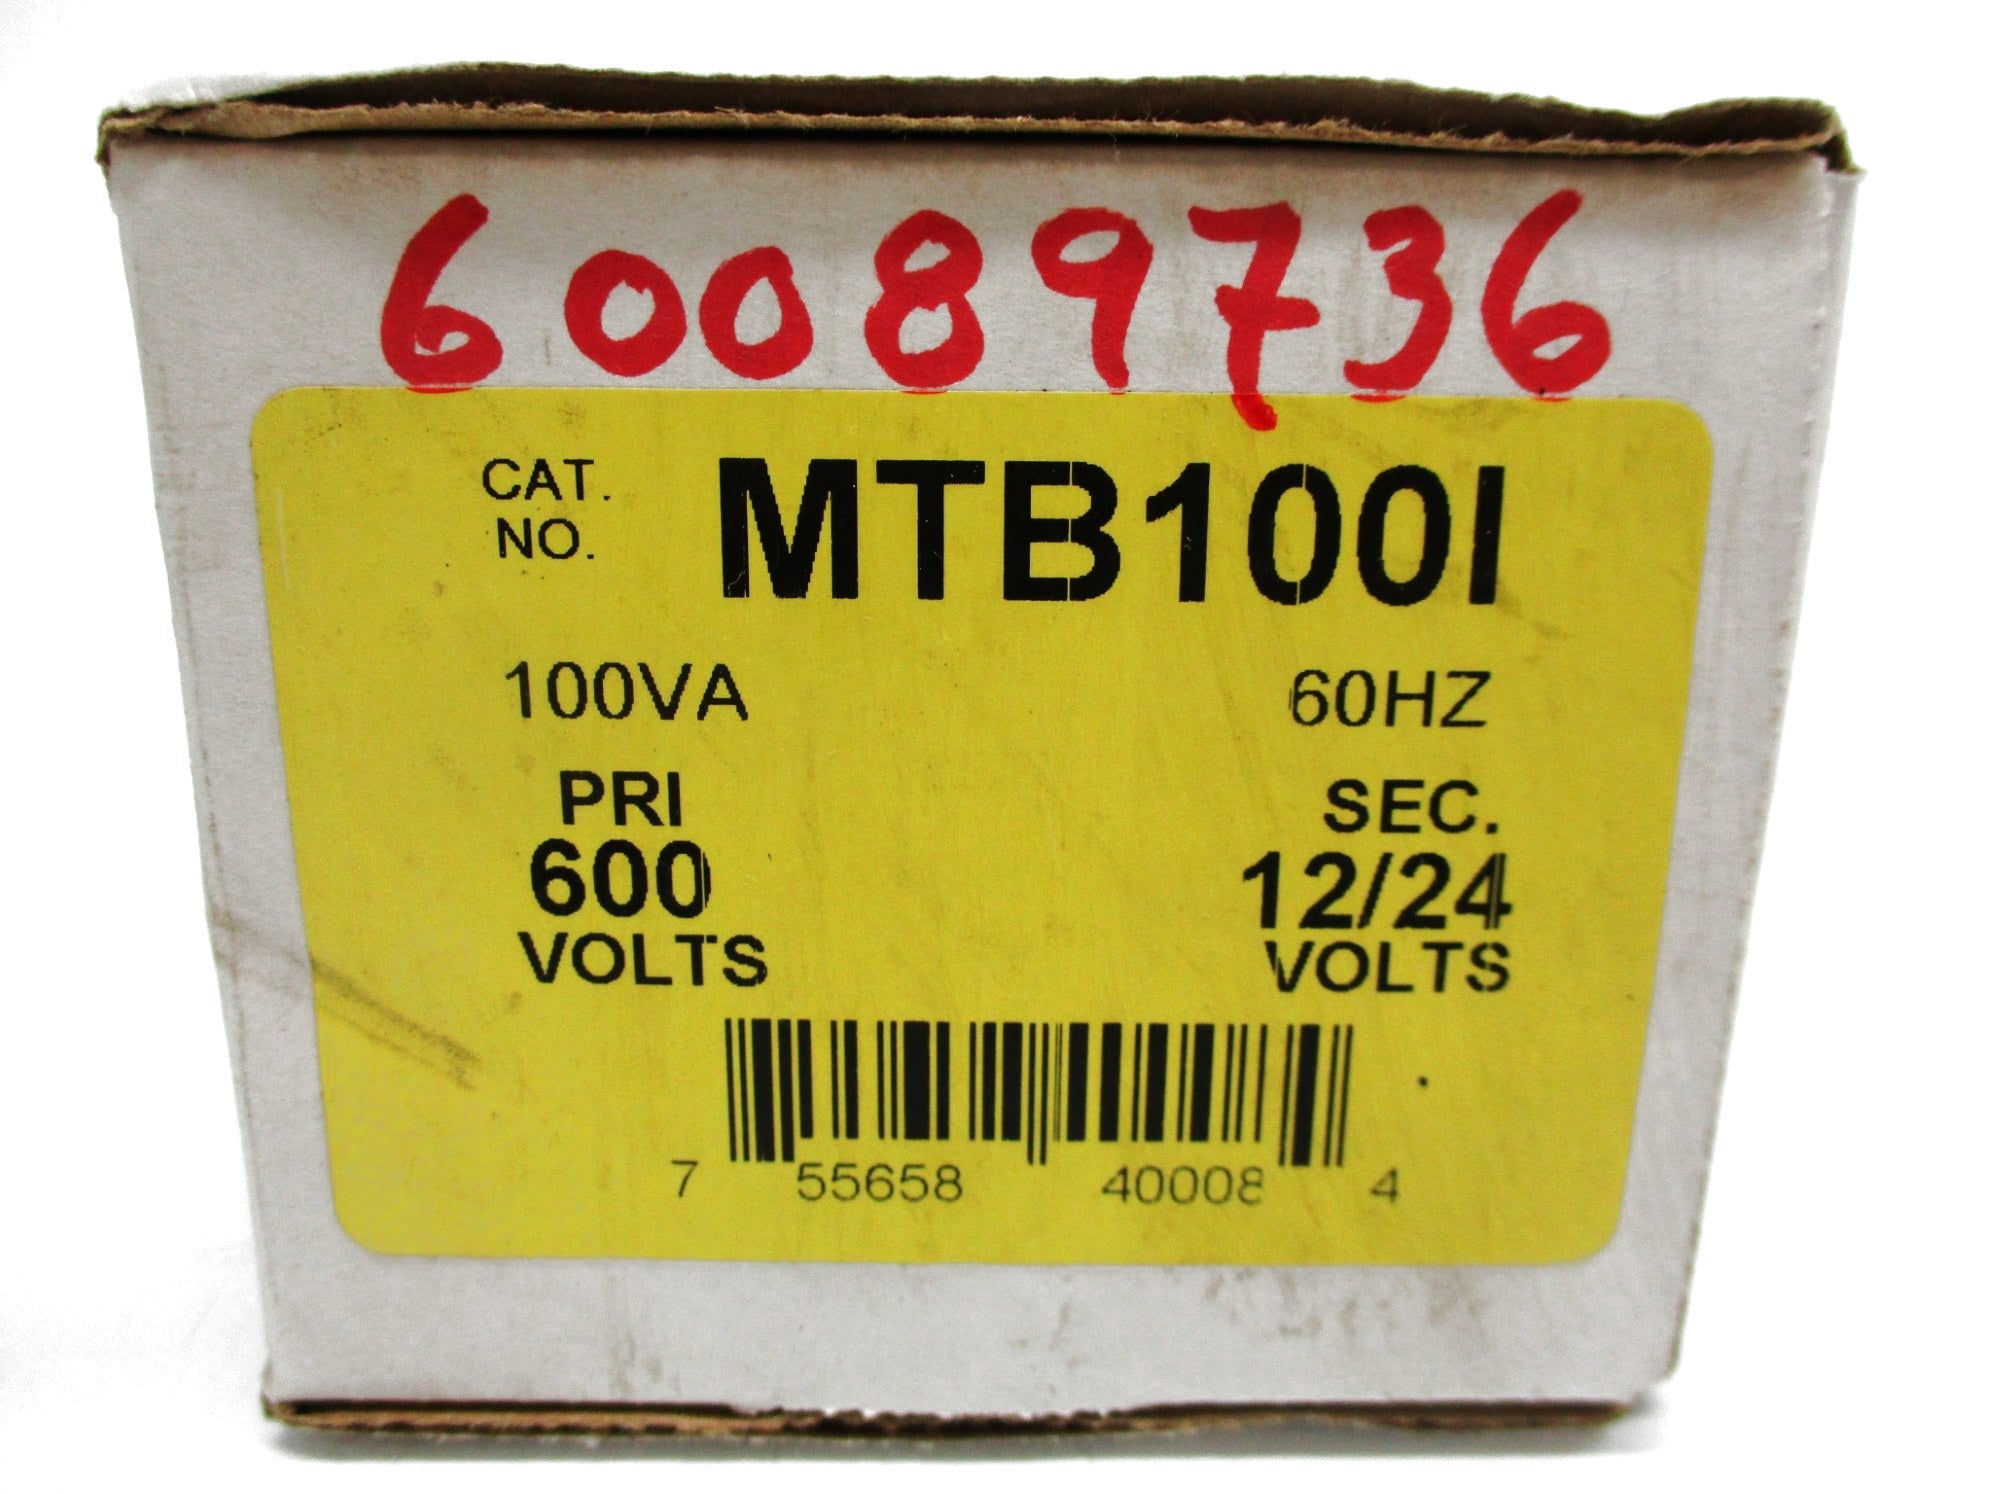 60089736
CAT. NO. MTB100I
100VA 60HZ
PRI SEC.
600 12/24
VOLTS VOLTS
7 55658 40008 4